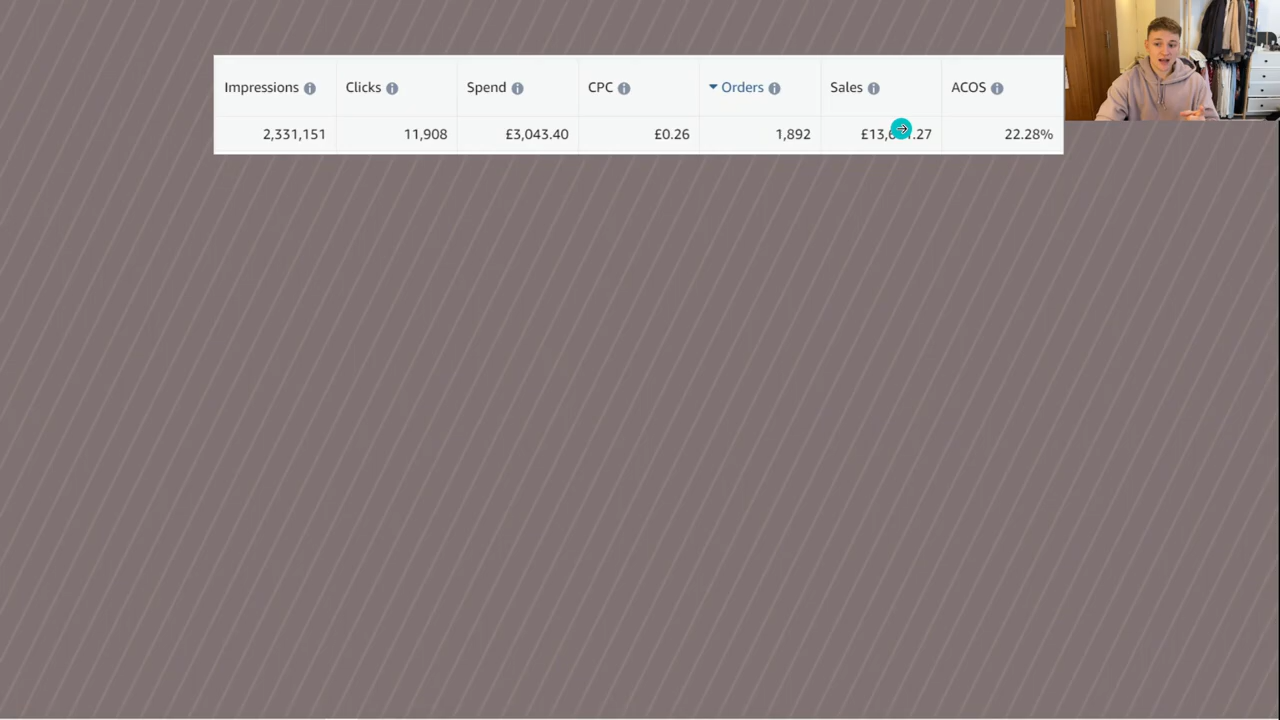 Impressions Clicks Spend CPC Orders Sales ACOS
2,331,151 11,908 £3,043.40 £0.26 1,892 22.28%